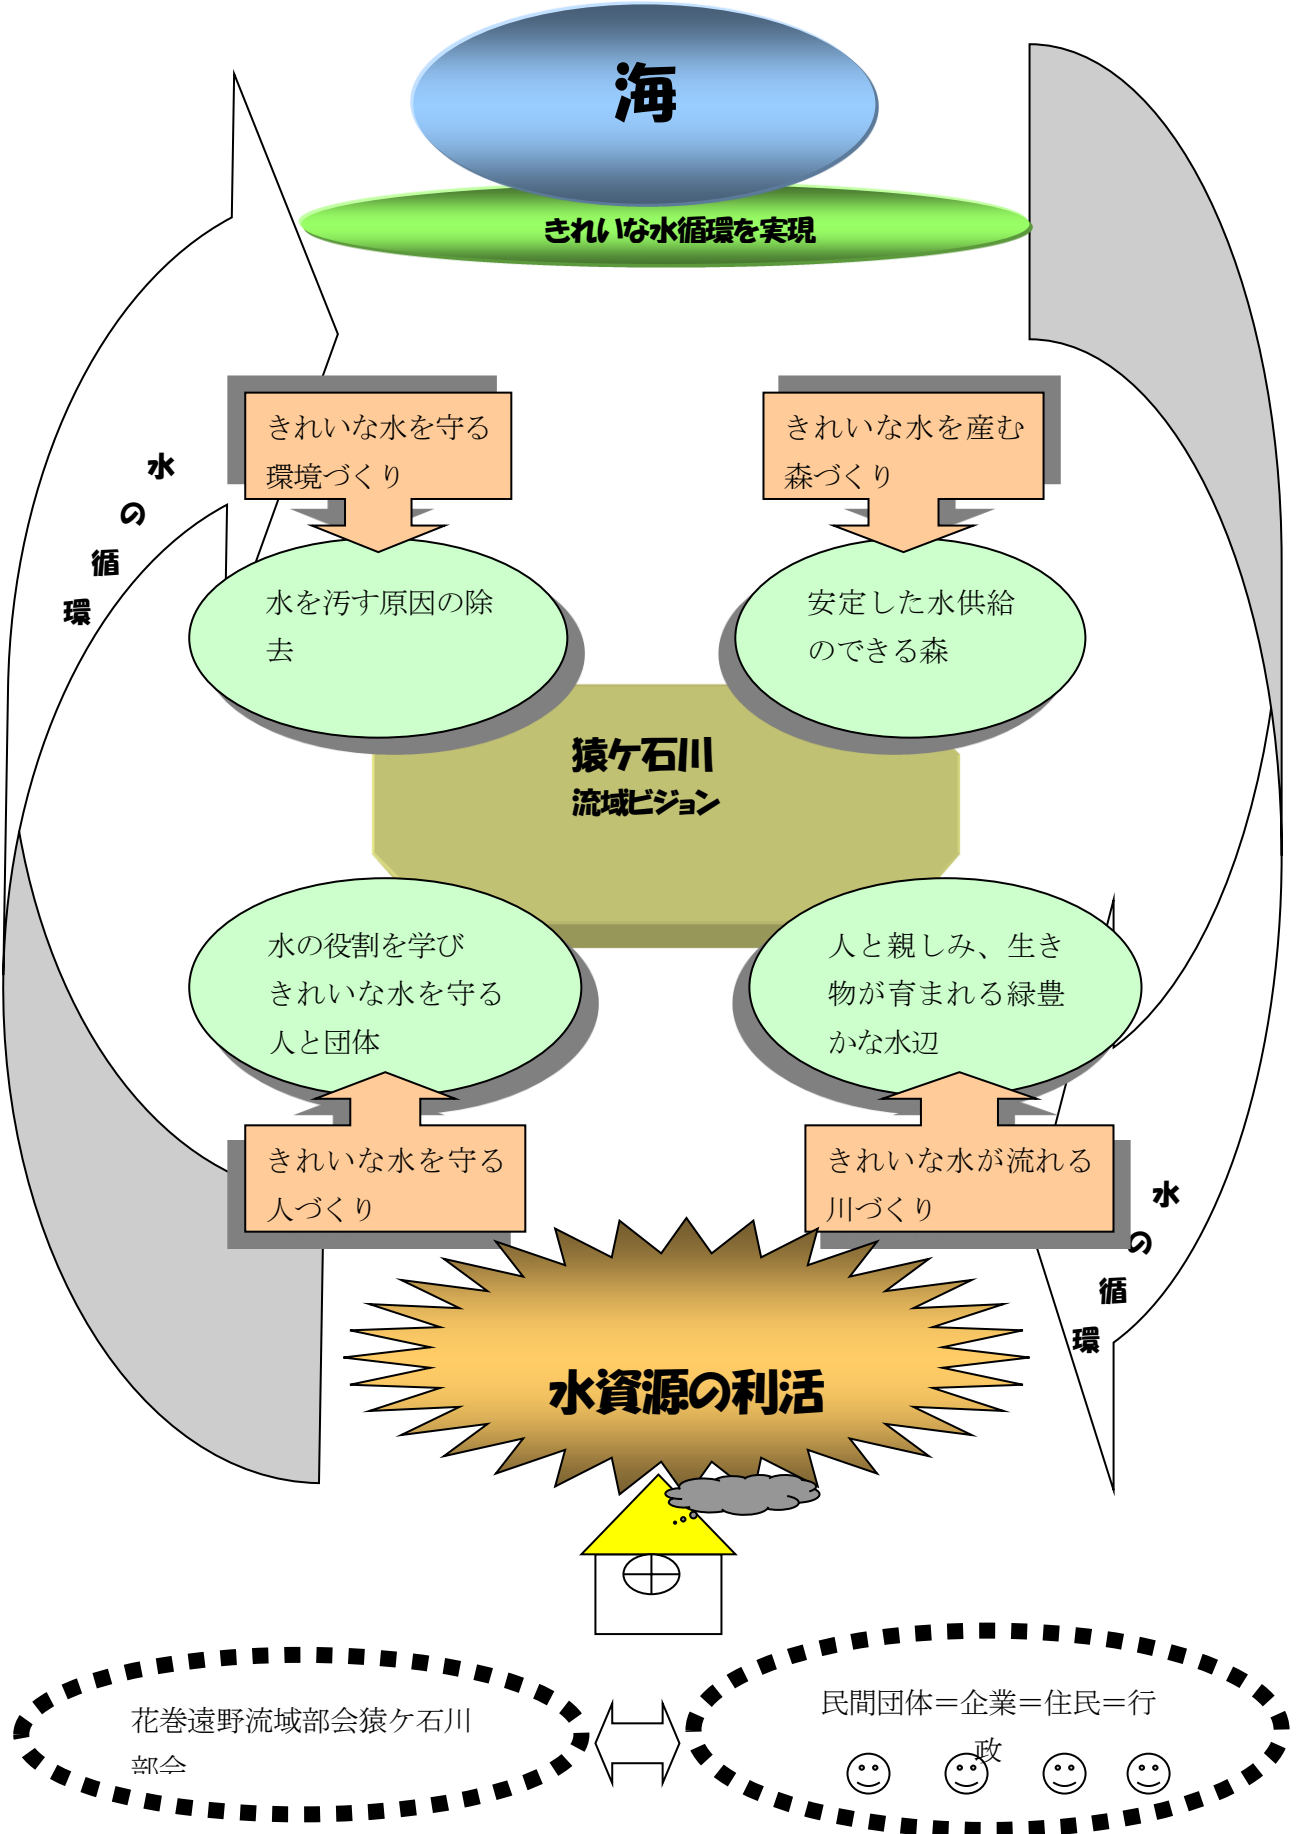 海
きれいな水循環を実現
きれいな水を守る
環境づくり
きれいな水を産む
森づくり
水の循環
水を汚す原因の除
去
安定した水供給
のできる森
猿ケ石川
流域ビジョン
水の役割を学び
きれいな水を守る
人と団体
人と親しみ、生き
物が育まれる緑豊
かな水辺
きれいな水を守る
人づくり
きれいな水が流れる
川づくり
水の循環
水資源の利活
花巻遠野流域部会猿ケ石川
部会
民間団体＝企業＝住民＝行
政